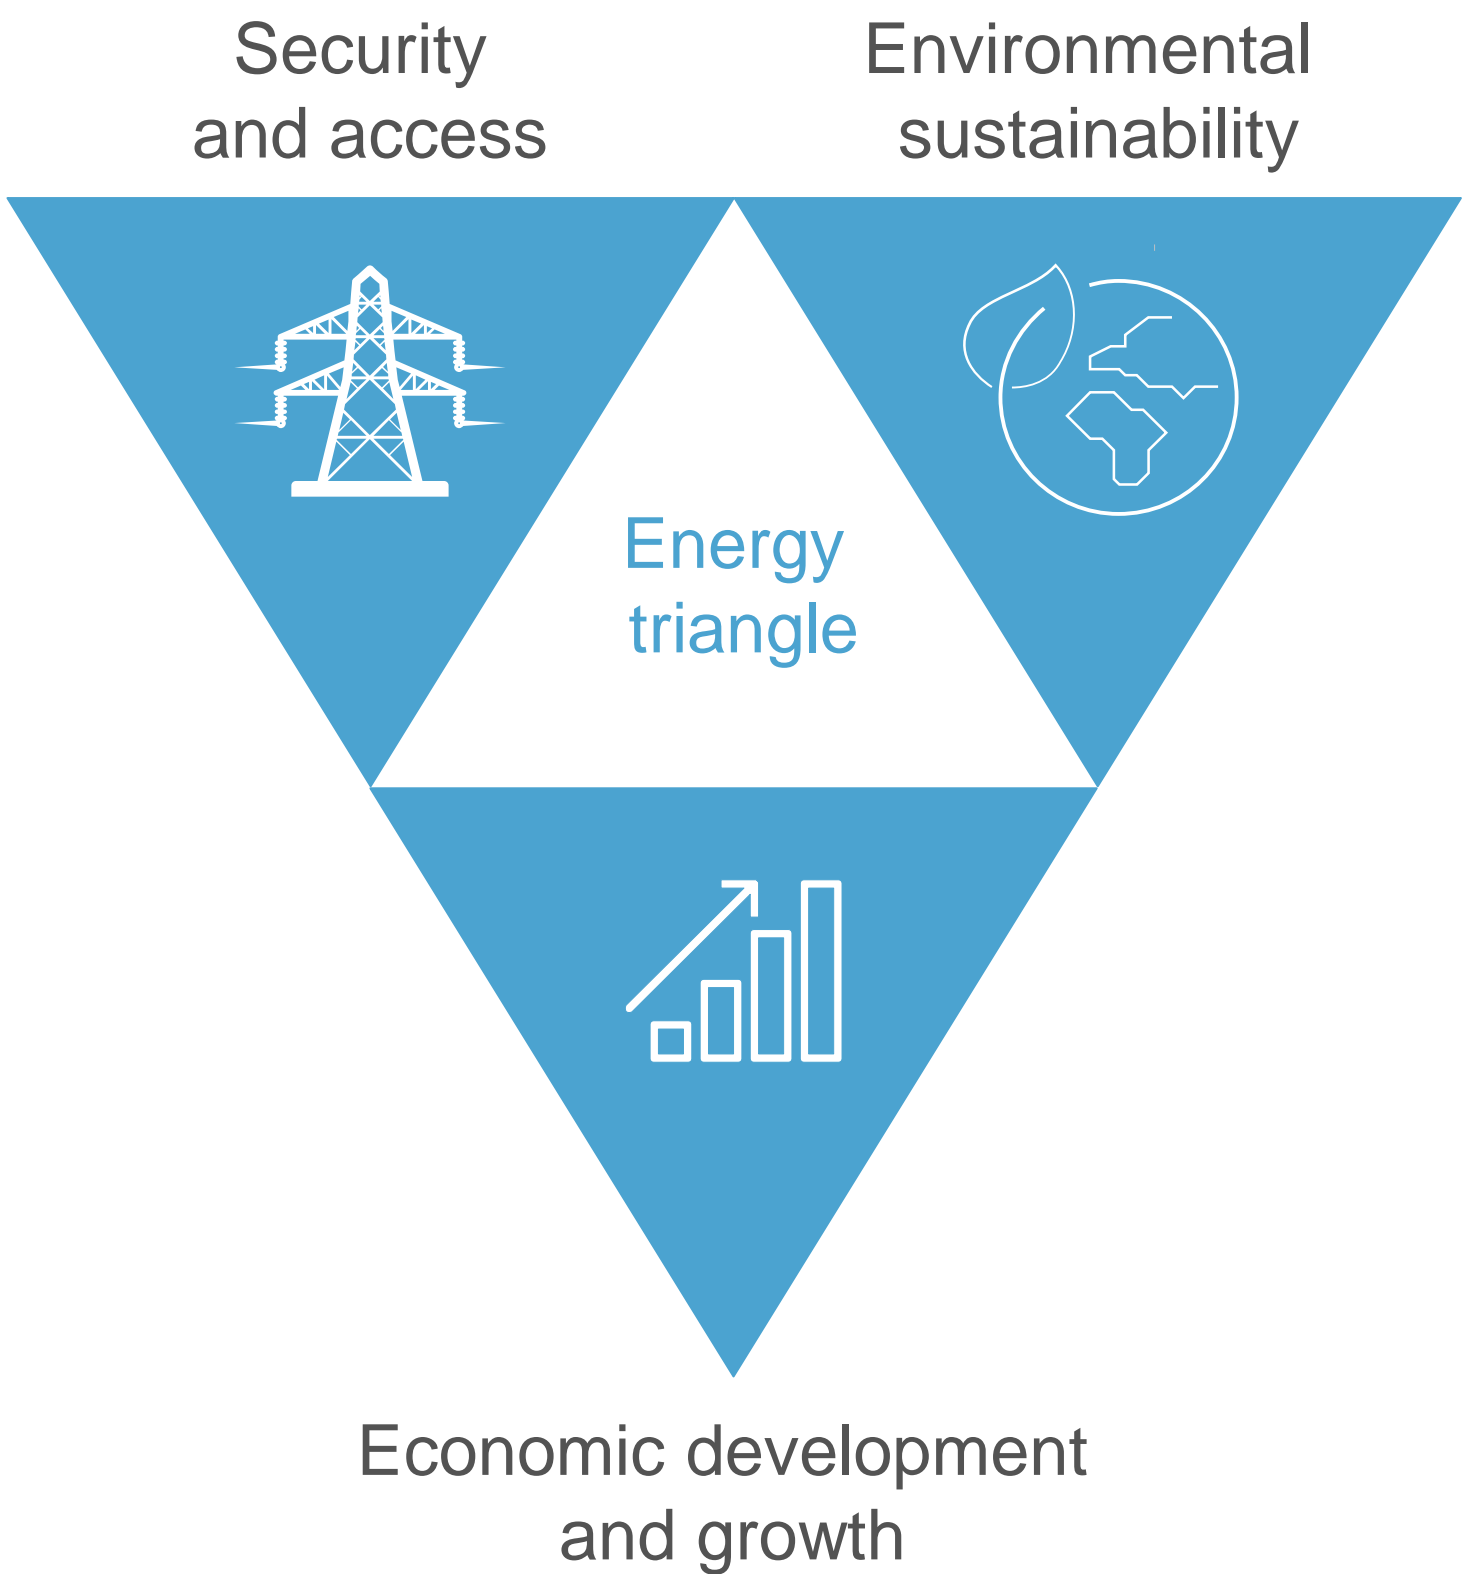 Security
and access
Environmental
sustainability
Energy
triangle
Economic development
and growth